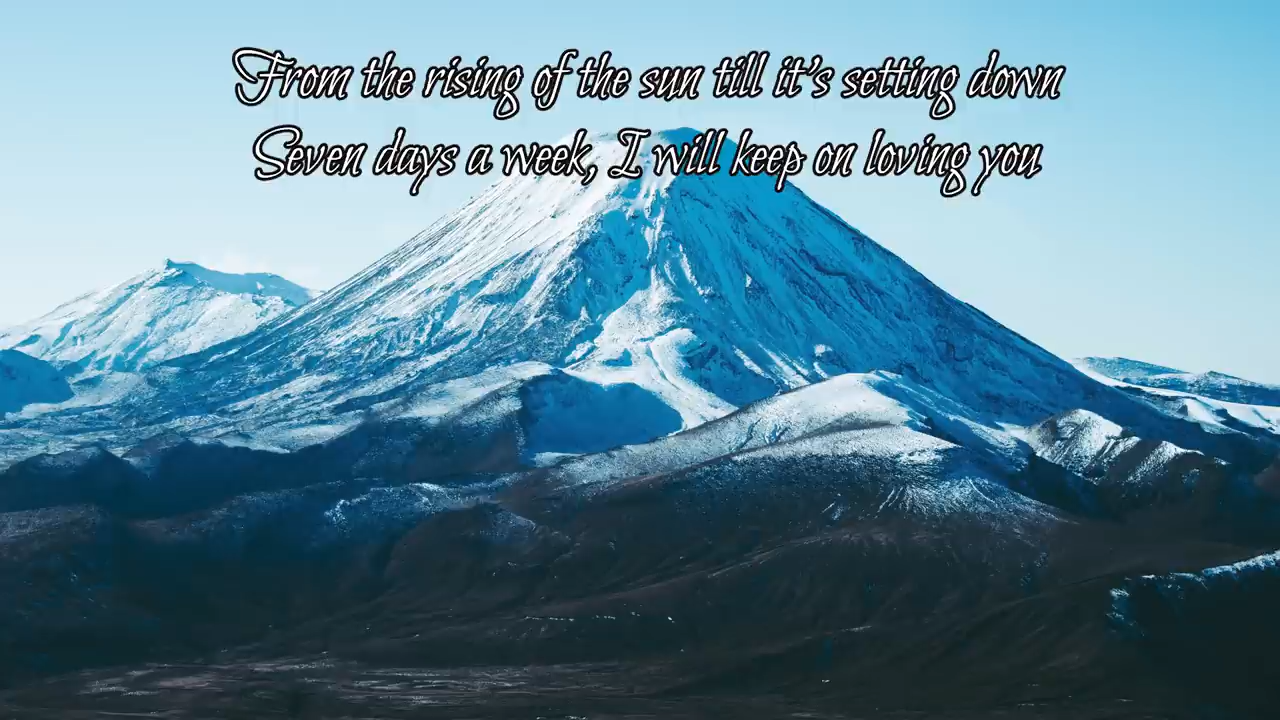 From the rising of the sun till it's setting down
Seven days a week, I will keep on loving you